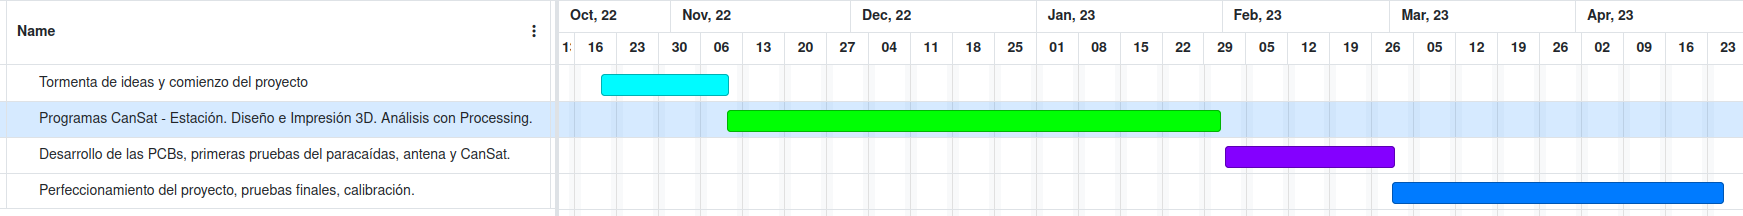 Name
Oct, 22 Nov, 22 Dec, 22 Jan, 23 Feb, 23 Mar, 23 Apr, 23
16 23 30 06 13 20 27 04 11 18 25 01 08 15 22 29 05 12 19 26 05 12 19 26 02 09 16 23
Tormenta de ideas y comienzo del proyecto
Programas CanSat - Estación. Diseño e Impresión 3D. Análisis con Processing.
Desarrollo de las PCBs, primeras pruebas del paracaídas, antena y CanSat.
Perfeccionamiento del proyecto, pruebas finales, calibración.